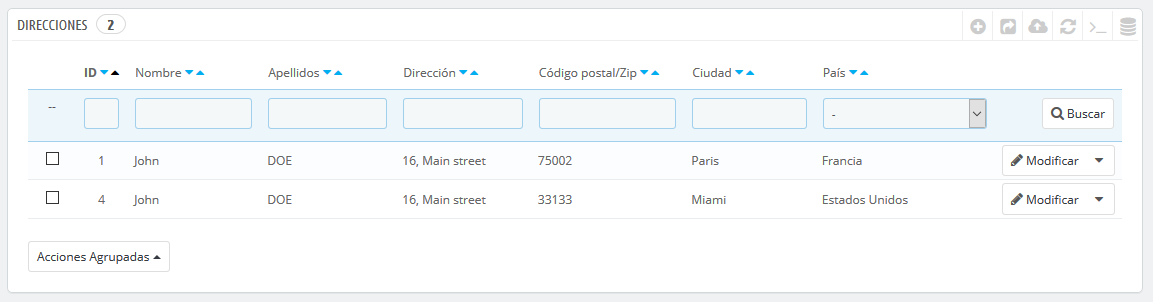 DIRECCIONES 2
ID Nombre Apellidos Dirección Código postal/Zip Ciudad País
-- - Buscar
1 John DOE 16, Main street 75002 Paris Francia Modificar
4 John DOE 16, Main street 33133 Miami Estados Unidos Modificar
Acciones Agrupadas